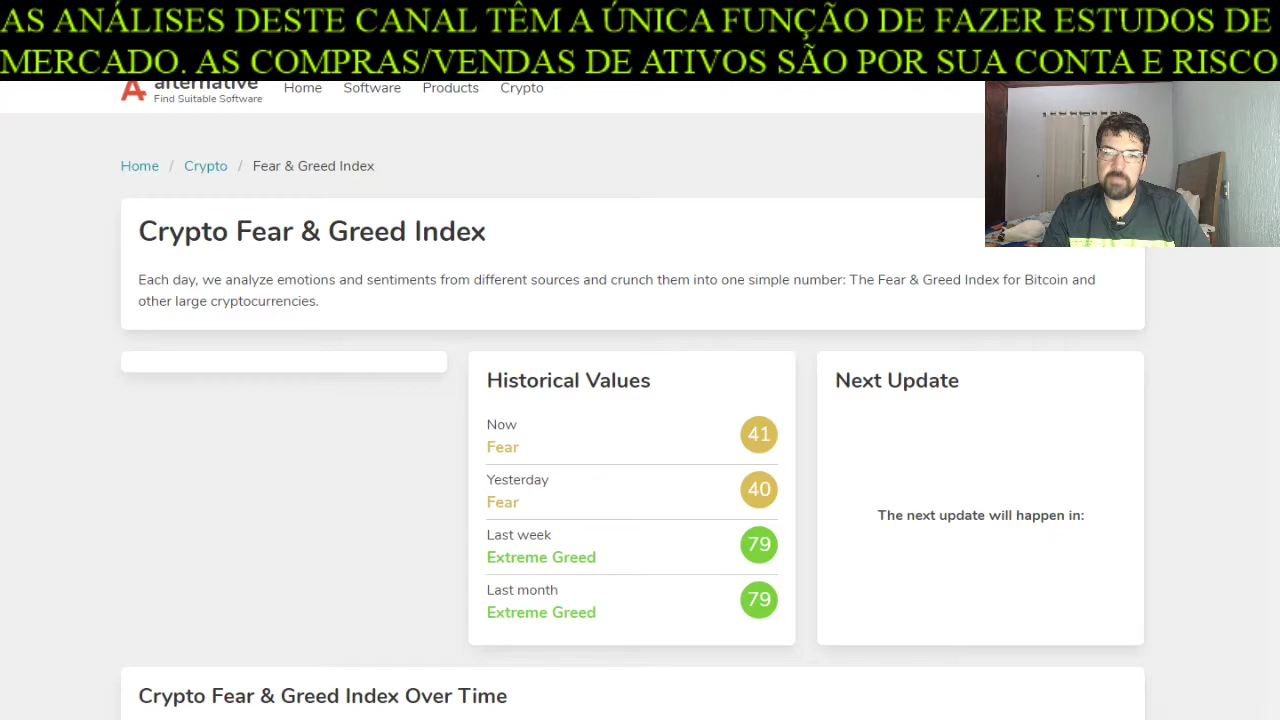 AS ANÁLISES DESTE CANAL TÊM A ÚNICA FUNÇÃO DE FAZER ESTUDOS DE
MERCADO. AS COMPRAS/VENDAS DE ATIVOS SÃO POR SUA CONTA E RISCO
alternative
Find Suitable Software
Home Software Products Crypto
Home / Crypto / Fear & Greed Index
Crypto Fear & Greed Index
Each day, we analyze emotions and sentiments from different sources and crunch them into one simple number: The Fear & Greed Index for Bitcoin and
other large cryptocurrencies.
Historical Values
Now
Fear
41
Yesterday
Fear
40
Last week
Extreme Greed
79
Last month
Extreme Greed
79
Next Update
The next update will happen in:
Crypto Fear & Greed Index Over Time